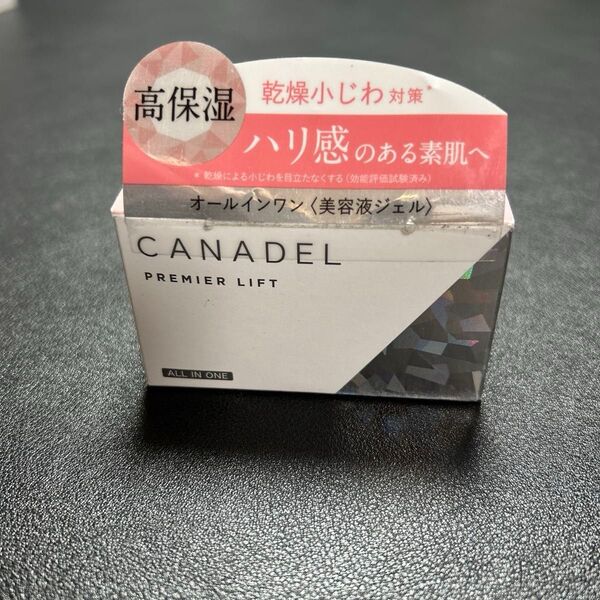 高保湿
乾燥小じわ対策*
ハリ感のある素肌へ
* 乾燥による小じわを目立たなくする（効能評価試験済み）
オールインワン〈美容液ジェル〉
CANADEL
PREMIER LIFT
ALL IN ONE